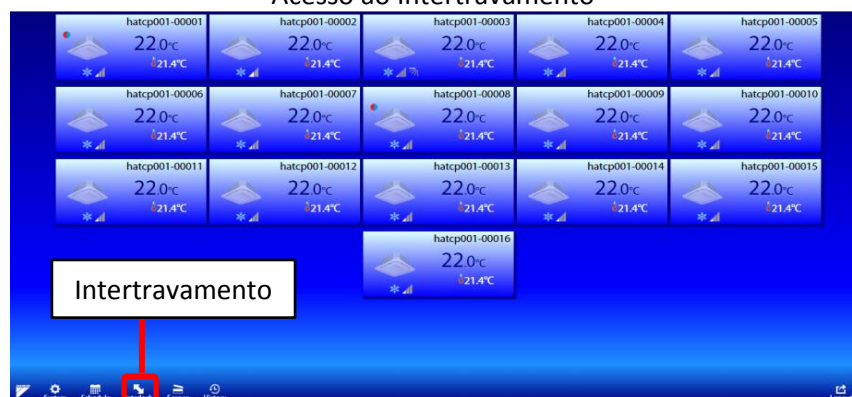 Acesso ao Intertravamento
hatcp001-00001 hatcp001-00002 hatcp001-00003 hatcp001-00004 hatcp001-00005
22.0°C 22.0°C 22.0°C 22.0°C 22.0°C
21.4°C 21.4°C 21.4°C 21.4°C 21.4°C
hatcp001-00006 hatcp001-00007 hatcp001-00008 hatcp001-00009 hatcp001-00010
22.0°C 22.0°C 22.0°C 22.0°C 22.0°C
21.4°C 21.4°C 21.4°C 21.4°C 21.4°C
hatcp001-00011 hatcp001-00012 hatcp001-00013 hatcp001-00014 hatcp001-00015
22.0°C 22.0°C 22.0°C 22.0°C 22.0°C
21.4°C 21.4°C 21.4°C 21.4°C 21.4°C
hatcp001-00016
22.0°C
21.4°C
Intertravamento